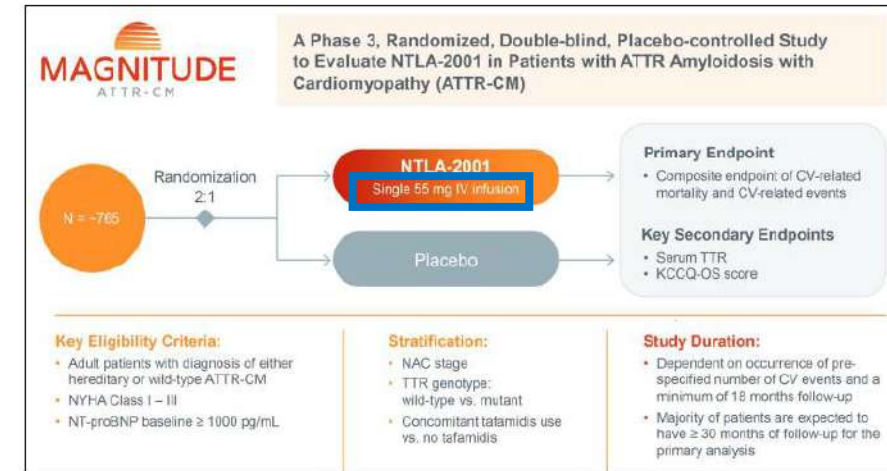 MAGNITUDE
ATTR-CM
A Phase 3, Randomized, Double-blind, Placebo-controlled Study
to Evaluate NTLA-2001 in Patients with ATTR Amyloidosis with
Cardiomyopathy (ATTR-CM)
N = ~765
Randomization
2:1
NTLA-2001
Single 55 mg IV infusion
Placebo
Primary Endpoint
• Composite endpoint of CV-related
mortality and CV-related events
Key Secondary Endpoints
• Serum TTR
• KCCQ-OS score
Key Eligibility Criteria:
• Adult patients with diagnosis of either
hereditary or wild-type ATTR-CM
• NYHA Class I – III
• NT-proBNP baseline ≥ 1000 pg/mL
Stratification:
• NAC stage
• TTR genotype:
wild-type vs. mutant
• Concomitant tafamidis use
vs. no tafamidis
Study Duration:
• Dependent on occurrence of pre-
specified number of CV events and a
minimum of 18 months follow-up
• Majority of patients are expected to
have ≥ 30 months of follow-up for the
primary analysis